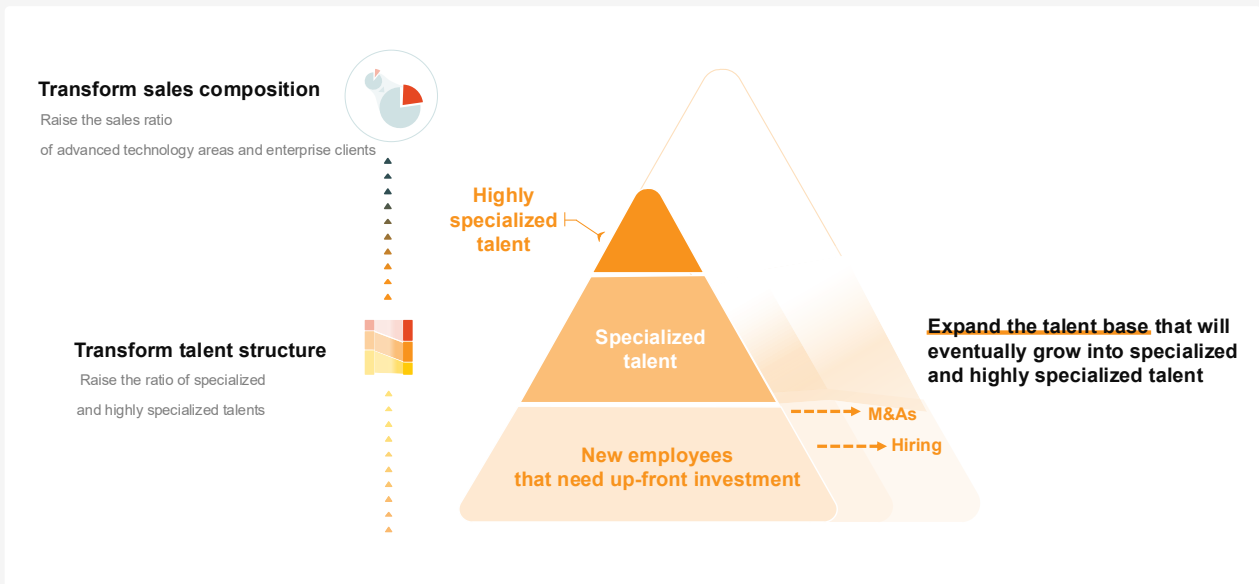 Transform sales composition
Raise the sales ratio
of advanced technology areas and enterprise clients
Transform talent structure
Raise the ratio of specialized
and highly specialized talents
Highly
specialized
talent
Specialized
talent
New employees
that need up-front investment
M&As
Hiring
Expand the talent base that will
eventually grow into specialized
and highly specialized talent